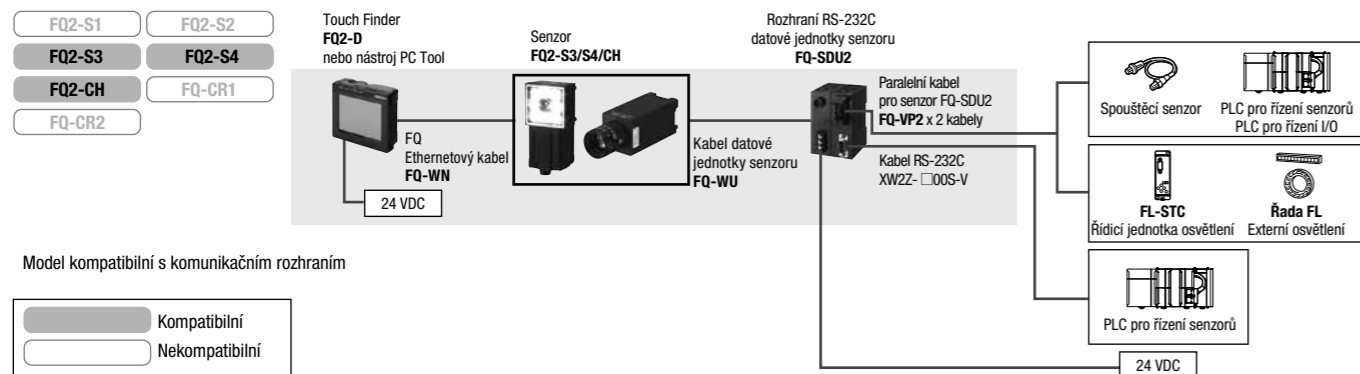 FQ2-S1
FQ2-S2
FQ2-S3
FQ2-S4
FQ2-CH
FQ-CR1
FQ-CR2
Touch Finder
FQ2-D
nebo nástroj PC Tool
Senzor
FQ2-S3/S4/CH
Rozhraní RS-232C
datové jednotky senzoru
FQ-SDU2
FQ
Ethernetový kabel
FQ-WN
24 VDC
Kabel datové
jednotky senzoru
FQ-WU
Paralelní kabel
pro senzor FQ-SDU2
FQ-VP2 x 2 kabely
Kabel RS-232C
XW2Z- □00S-V
Spouštěcí senzor
PLC pro řízení senzorů
PLC pro řízení I/O
FL-STC
Řídicí jednotka osvětlení
Řada FL
Externí osvětlení
PLC pro řízení senzorů
24 VDC
Model kompatibilní s komunikačním rozhraním
Kompatibilní
Nekompatibilní